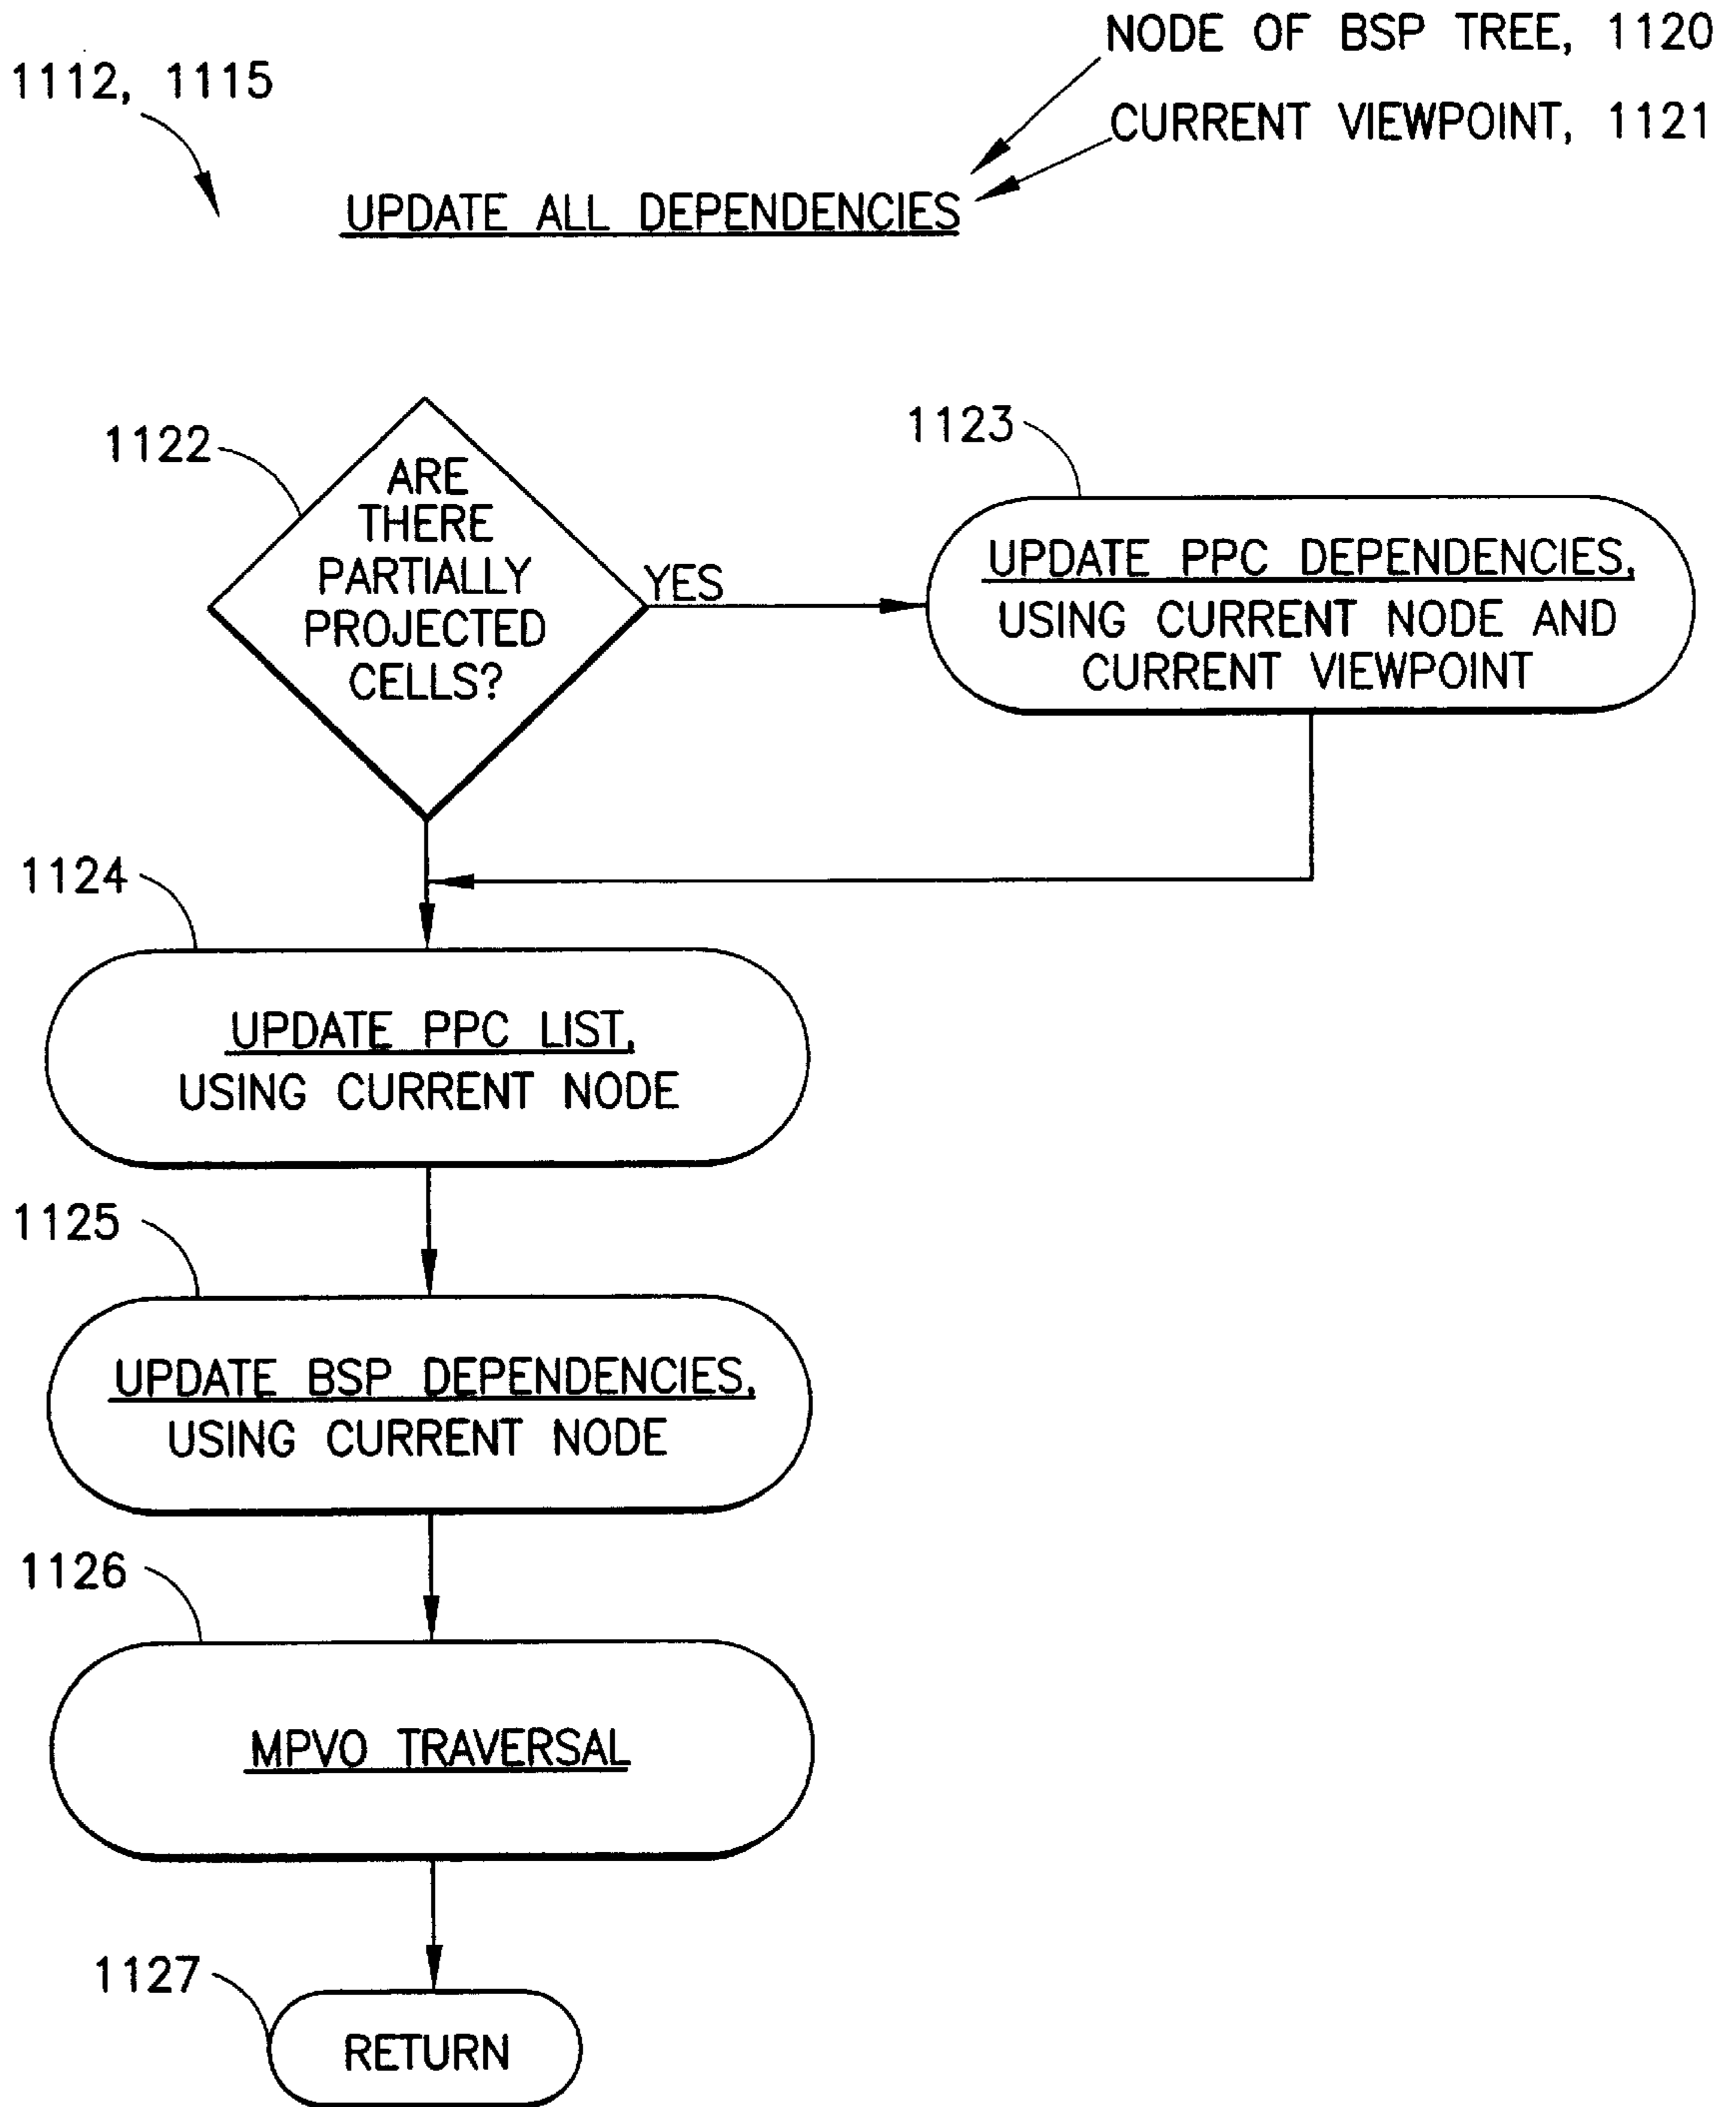 NODE OF BSP TREE, 1120
1112, 1115
CURRENT VIEWPOINT, 1121
UPDATE ALL DEPENDENCIES
1122
ARE
THERE
PARTIALLY
PROJECTED
CELLS?
YES
1123
UPDATE PPC DEPENDENCIES,
USING CURRENT NODE AND
CURRENT VIEWPOINT
1124
UPDATE PPC LIST,
USING CURRENT NODE
1125
UPDATE BSP DEPENDENCIES,
USING CURRENT NODE
1126
MPVO TRAVERSAL
1127
RETURN